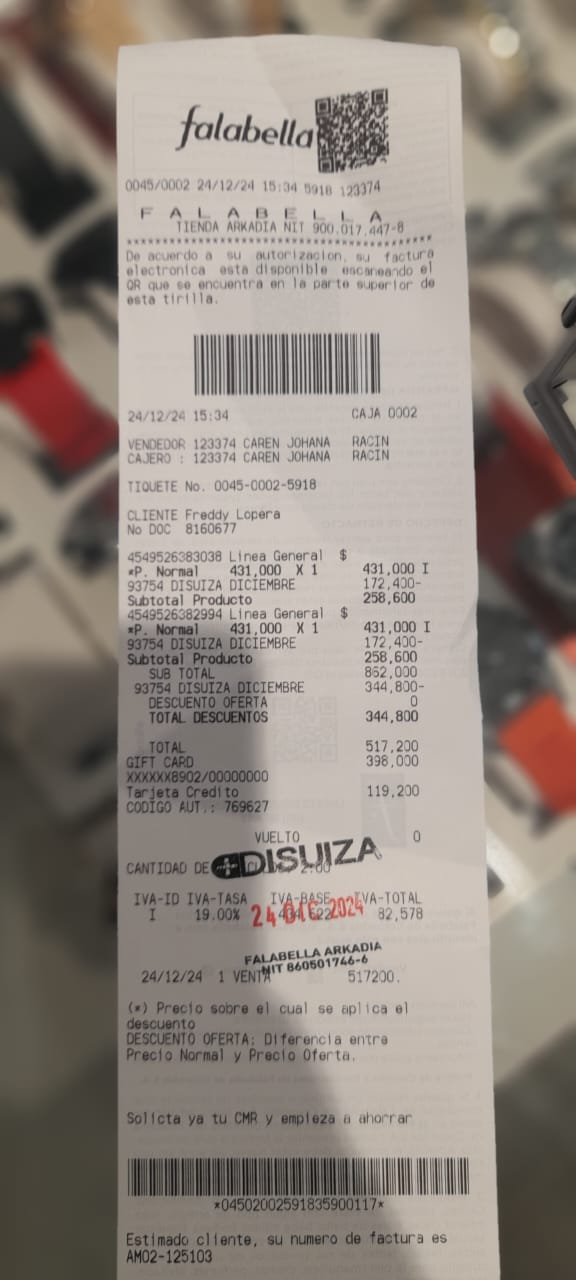 falabella
0045/0002 24/12/24 15:34 5918 123374
F A L A B E L L A
TIENDA ARKADIA NIT 900.017.447-8
****************************************
De acuerdo a su autorizacion, su factura
electronica esta disponible escaneando el
QR que se encuentra en la parte superior de
esta tirilla.
24/12/24 15:34 CAJA 0002
VENDEDOR 123374 CAREN JOHANA RACIN
CAJERO : 123374 CAREN JOHANA RACIN
TIQUETE No. 0045-0002-5918
CLIENTE Freddy Lopera
No DOC 8160677
4549526383038 Linea General $
*P. Normal 431,000 X 1 431,000 I
93754 DISUIZA DICIEMBRE 172,400-
Subtotal Producto 258,600
4549526382994 Linea General $
*P. Normal 431,000 X 1 431,000 I
93754 DISUIZA DICIEMBRE 172,400-
Subtotal Producto 258,600
SUB TOTAL 862,000
93754 DISUIZA DICIEMBRE 344,800-
DESCUENTO OFERTA 0
TOTAL DESCUENTOS 344,800
TOTAL 517,200
GIFT CARD 398,000
XXXXXX8902/00000000
Tarjeta Credito 119,200
CODIGO AUT.: 769627
VUELTO 0
DISUIZA
CANTIDAD DE
IVA-ID IVA-TASA IVA-BASE IVA-TOTAL
I 19.00% 82,578
24 DIC 2024
FALABELLA ARKADIA
NIT 860501746-6
24/12/24 1 VENTA 517200.
(*) Precio sobre el cual se aplica el
descuento
DESCUENTO OFERTA: Diferencia entre
Precio Normal y Precio Oferta.
Solicta ya tu CMR y empieza a ahorrar
*04502002591835900117*
Estimado cliente, su numero de factura es
AM02-125103